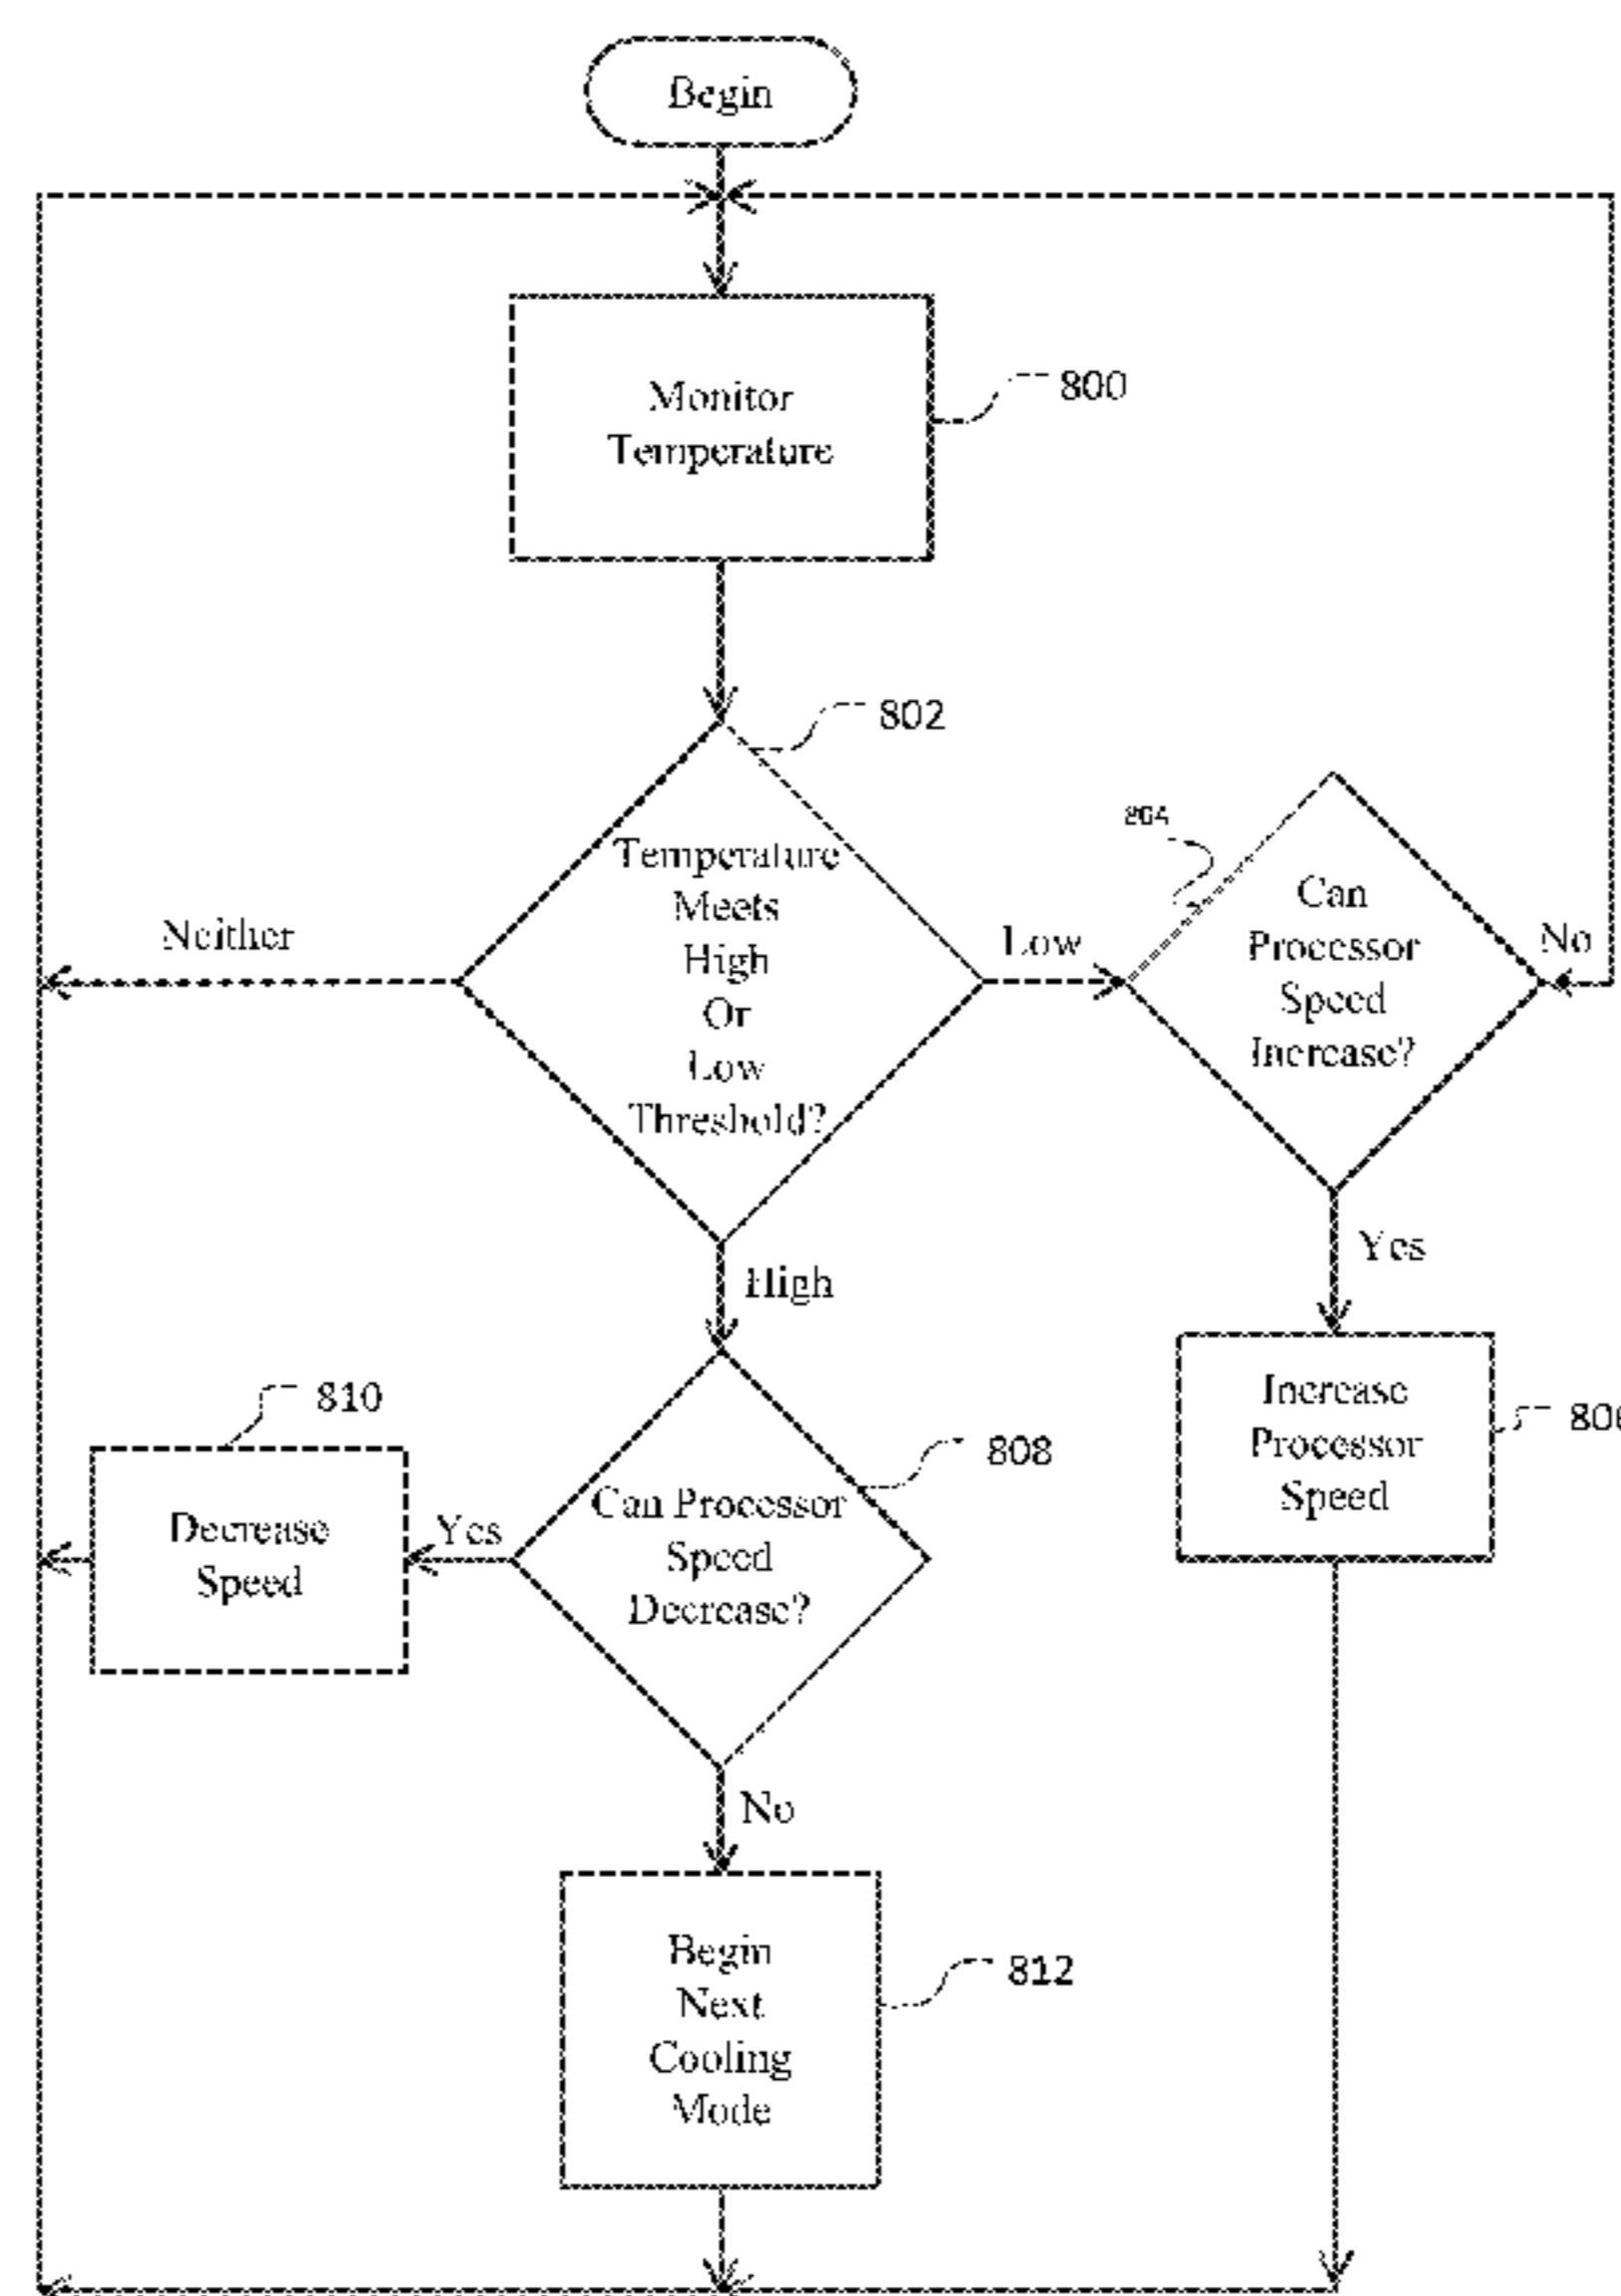 Begin
Monitor
Temperature
800
802
Temperature
Meets
High
Or
Low
Threshold?
Neither
Low
804
Can
Processor
Speed
Increase?
No
Yes
High
Increase
Processor
Speed
810
808
Decrease
Speed
Yes
Can Processor
Speed
Decrease?
No
Begin
Next
Cooling
Mode
812